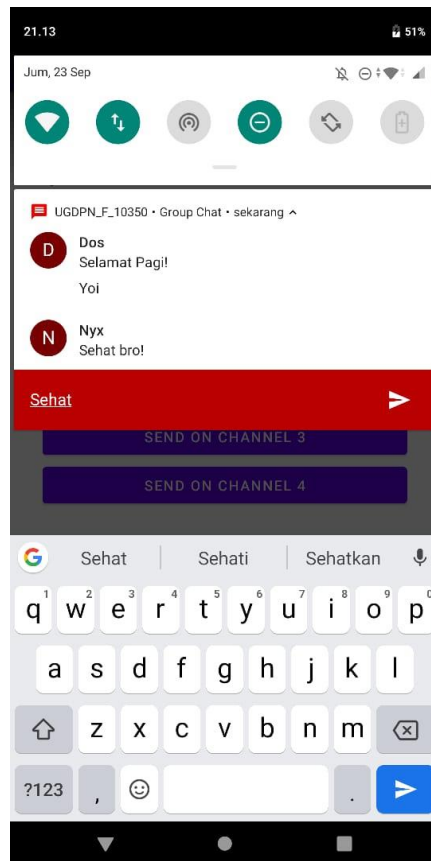 21.13 51%
Jum, 23 Sep
UGDPN_F_10350 • Group Chat • sekarang
D Dos
Selamat Pagi!
Yoi
N Nyx
Sehat bro!
Sehat
SEND ON CHANNEL 3
SEND ON CHANNEL 4
G Sehat Sehati Sehatkan
1 2 3 4 5 6 7 8 9 0
q w e r t y u i o p
a s d f g h j k l
z x c v b n m
?123 , .